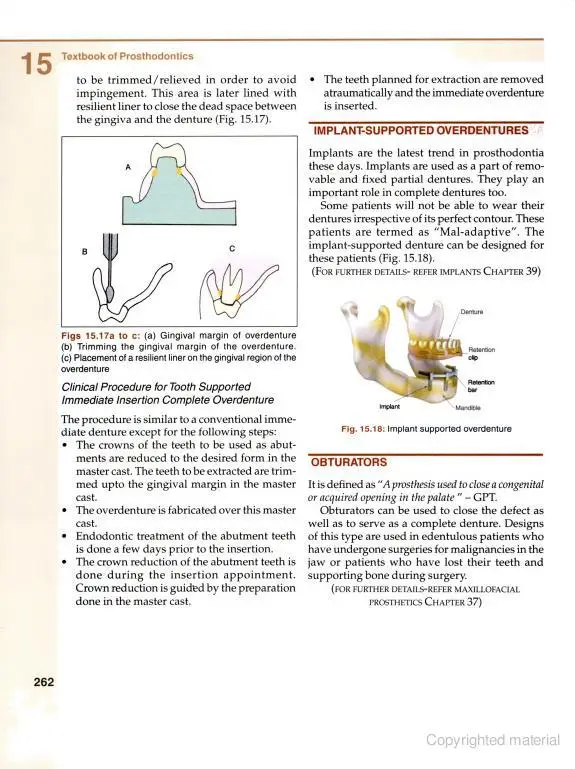 15
Textbook of Prosthodontics
to be trimmed/relieved in order to avoid
impingement. This area is later lined with
resilient liner to close the dead space between
the gingiva and the denture (Fig. 15.17).
A
B
C
Figs 15.17a to c: (a) Gingival margin of overdenture
(b) Trimming the gingival margin of the overdenture.
(c) Placement of a resilient liner on the gingival region of the
overdenture
Clinical Procedure for Tooth Supported
Immediate Insertion Complete Overdenture
The procedure is similar to a conventional imme-
diate denture except for the following steps:
• The crowns of the teeth to be used as abut-
ments are reduced to the desired form in the
master cast. The teeth to be extracted are trim-
med upto the gingival margin in the master
cast.
• The overdenture is fabricated over this master
cast.
• Endodontic treatment of the abutment teeth
is done a few days prior to the insertion.
• The crown reduction of the abutment teeth is
done during the insertion appointment.
Crown reduction is guided by the preparation
done in the master cast.
• The teeth planned for extraction are removed
atraumatically and the immediate overdenture
is inserted.
IMPLANT-SUPPORTED OVERDENTURES
Implants are the latest trend in prosthodontia
these days. Implants are used as a part of remo-
vable and fixed partial dentures. They play an
important role in complete dentures too.
Some patients will not be able to wear their
dentures irrespective of its perfect contour. These
patients are termed as “Mal-adaptive”. The
implant-supported denture can be designed for
these patients (Fig. 15.18).
(FOR FURTHER DETAILS- REFER IMPLANTS CHAPTER 39)
Denture
Retention
clip
Retention
bar
Implant
Mandible
Fig. 15.18: Implant supported overdenture
OBTURATORS
It is defined as “A prosthesis used to close a congenital
or acquired opening in the palate ” – GPT.
Obturators can be used to close the defect as
well as to serve as a complete denture. Designs
of this type are used in edentulous patients who
have undergone surgeries for malignancies in the
jaw or patients who have lost their teeth and
supporting bone during surgery.
(FOR FURTHER DETAILS-REFER MAXILLOFACIAL
PROSTHETICS CHAPTER 37)
262
Copyrighted material